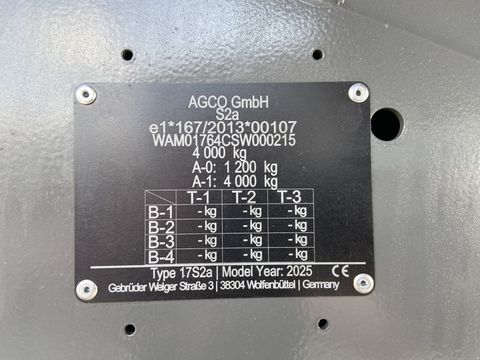 AGCO GmbH
S2a
e1*167/2013*00107
WAM01764CSW000215
4 000 kg
A-0: 1 200 kg
A-1: 4 000 kg
T-1 T-2 T-3
B-1 - kg - kg - kg
B-2 - kg - kg - kg
B-3 - kg - kg - kg
B-4 - kg - kg - kg
Type 17S2a | Model Year: 2025 CE
Gebrüder Welger Straße 3 | 38304 Wolfenbüttel | Germany